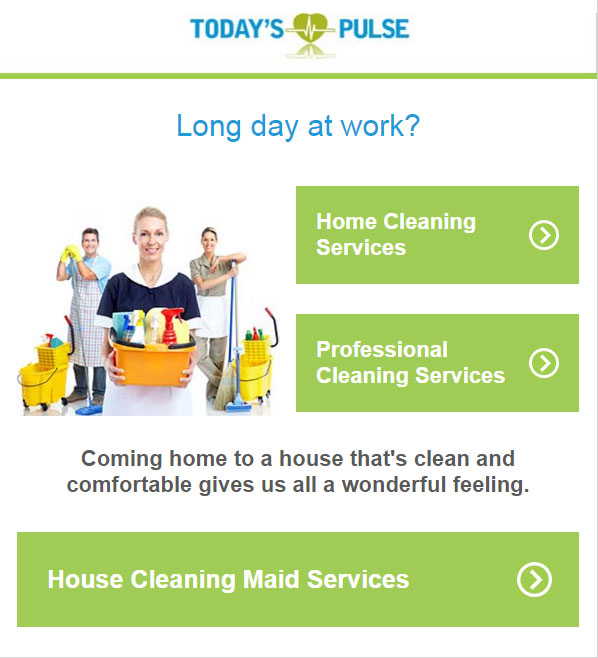 TODAY'S PULSE
Long day at work?
Home Cleaning
Services
Professional
Cleaning Services
Coming home to a house that's clean and
comfortable gives us all a wonderful feeling.
House Cleaning Maid Services